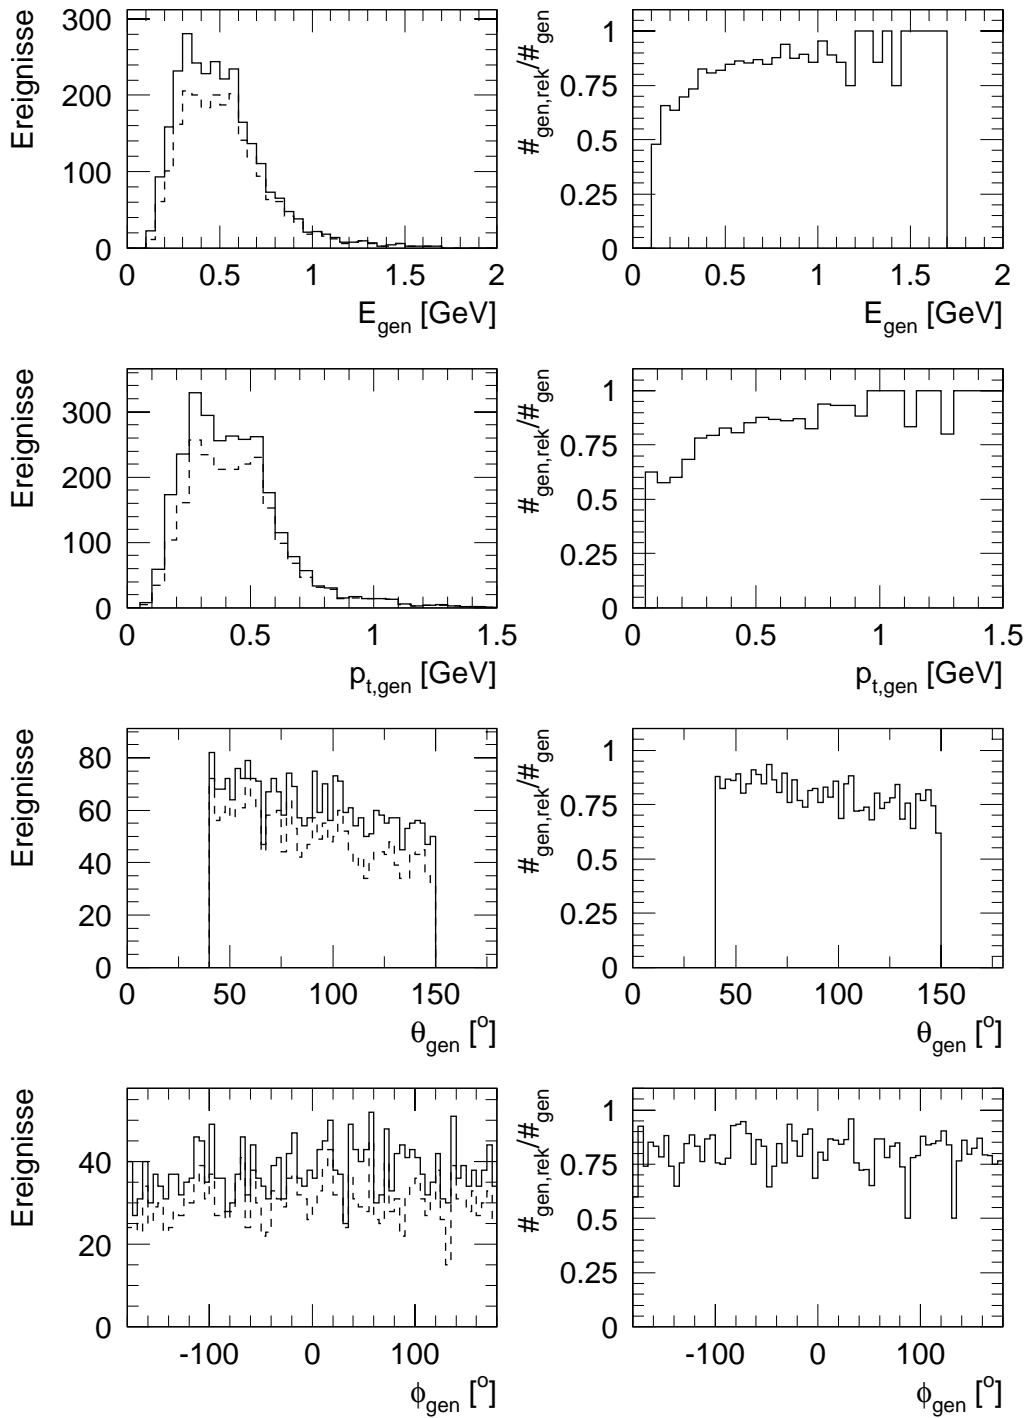 Ereignisse
300
200
100
0
0 0.5 1 1.5 2
E_gen [GeV]
#_gen,rek/#_gen
1
0.75
0.5
0.25
0
0 0.5 1 1.5 2
E_gen [GeV]
Ereignisse
300
200
100
0
0 0.5 1 1.5
p_t,gen [GeV]
#_gen,rek/#_gen
1
0.75
0.5
0.25
0
0 0.5 1 1.5
p_t,gen [GeV]
Ereignisse
80
60
40
20
0
0 50 100 150
θ_gen [°]
#_gen,rek/#_gen
1
0.75
0.5
0.25
0
0 50 100 150
θ_gen [°]
Ereignisse
40
20
0
-100 0 100
ϕ_gen [°]
#_gen,rek/#_gen
1
0.75
0.5
0.25
0
-100 0 100
ϕ_gen [°]